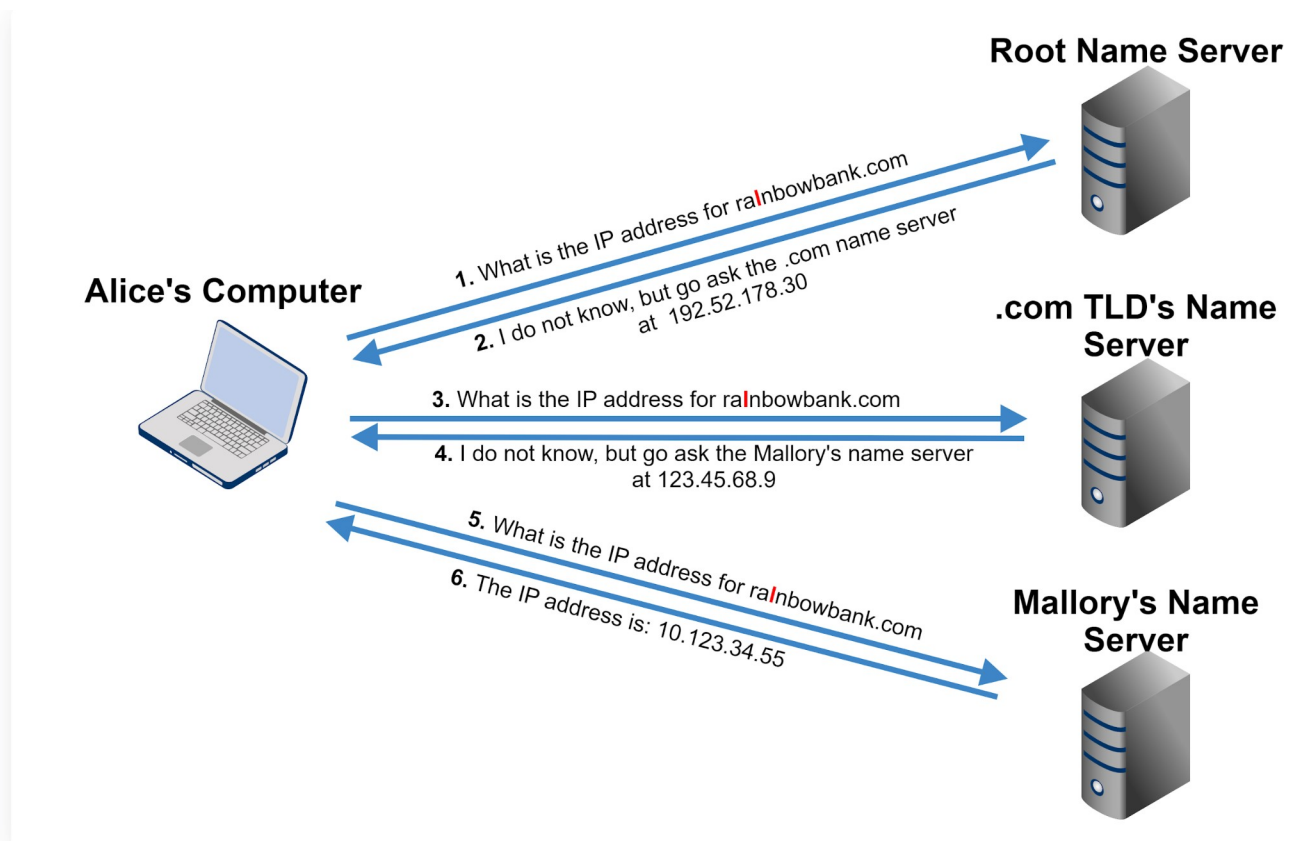 Root Name Server
1. What is the IP address for ralnbowbank.com
2. I do not know, but go ask the .com name server
at 192.52.178.30
Alice's Computer
.com TLD's Name
Server
3. What is the IP address for ralnbowbank.com
4. I do not know, but go ask the Mallory's name server
at 123.45.68.9
5. What is the IP address for ralnbowbank.com
6. The IP address is: 10.123.34.55
Mallory's Name
Server